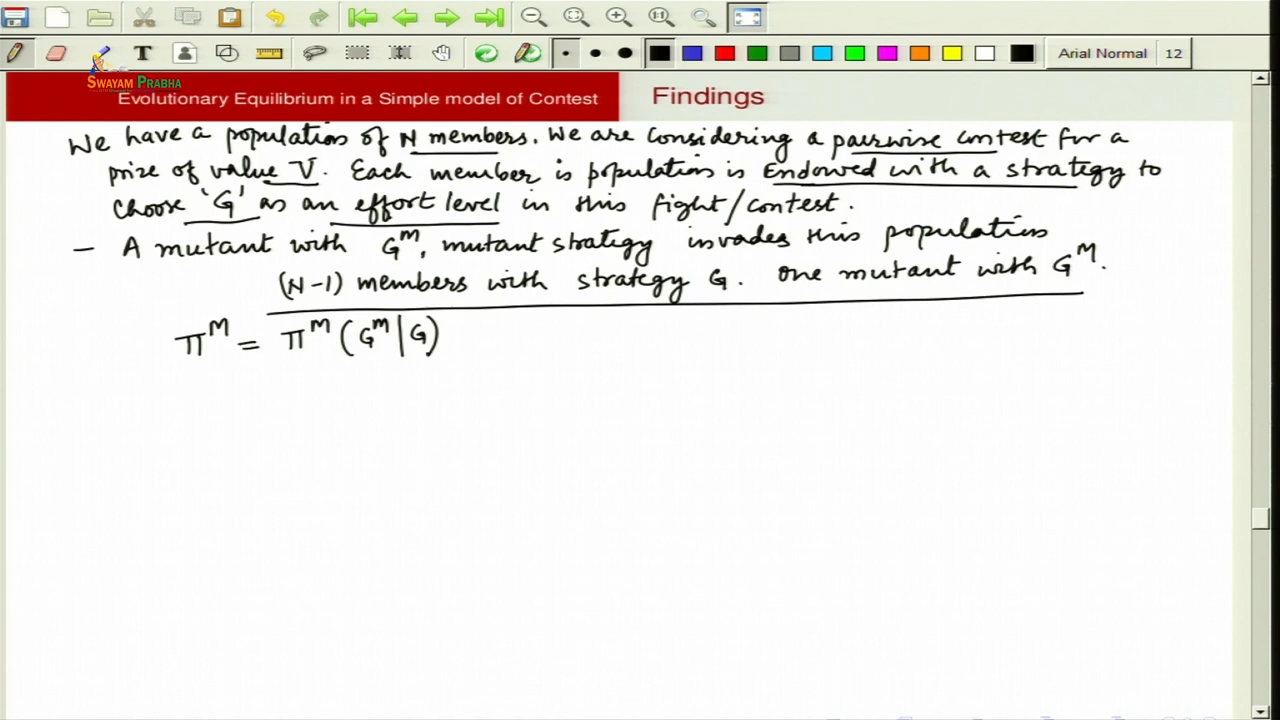 Arial Normal 12
SWAYAM PRABHA
Evolutionary Equilibrium in a Simple model of Contest Findings
We have a population of N members. We are considering a pairwise contest for a
prize of value V. Each member is population is Endowed with a strategy to
choose 'G' as an effort level in this fight/contest.
– A mutant with G^M, mutant strategy invades this population
(N-1) members with strategy G. One mutant with G^M.
π^M = π^M (G^M | G)